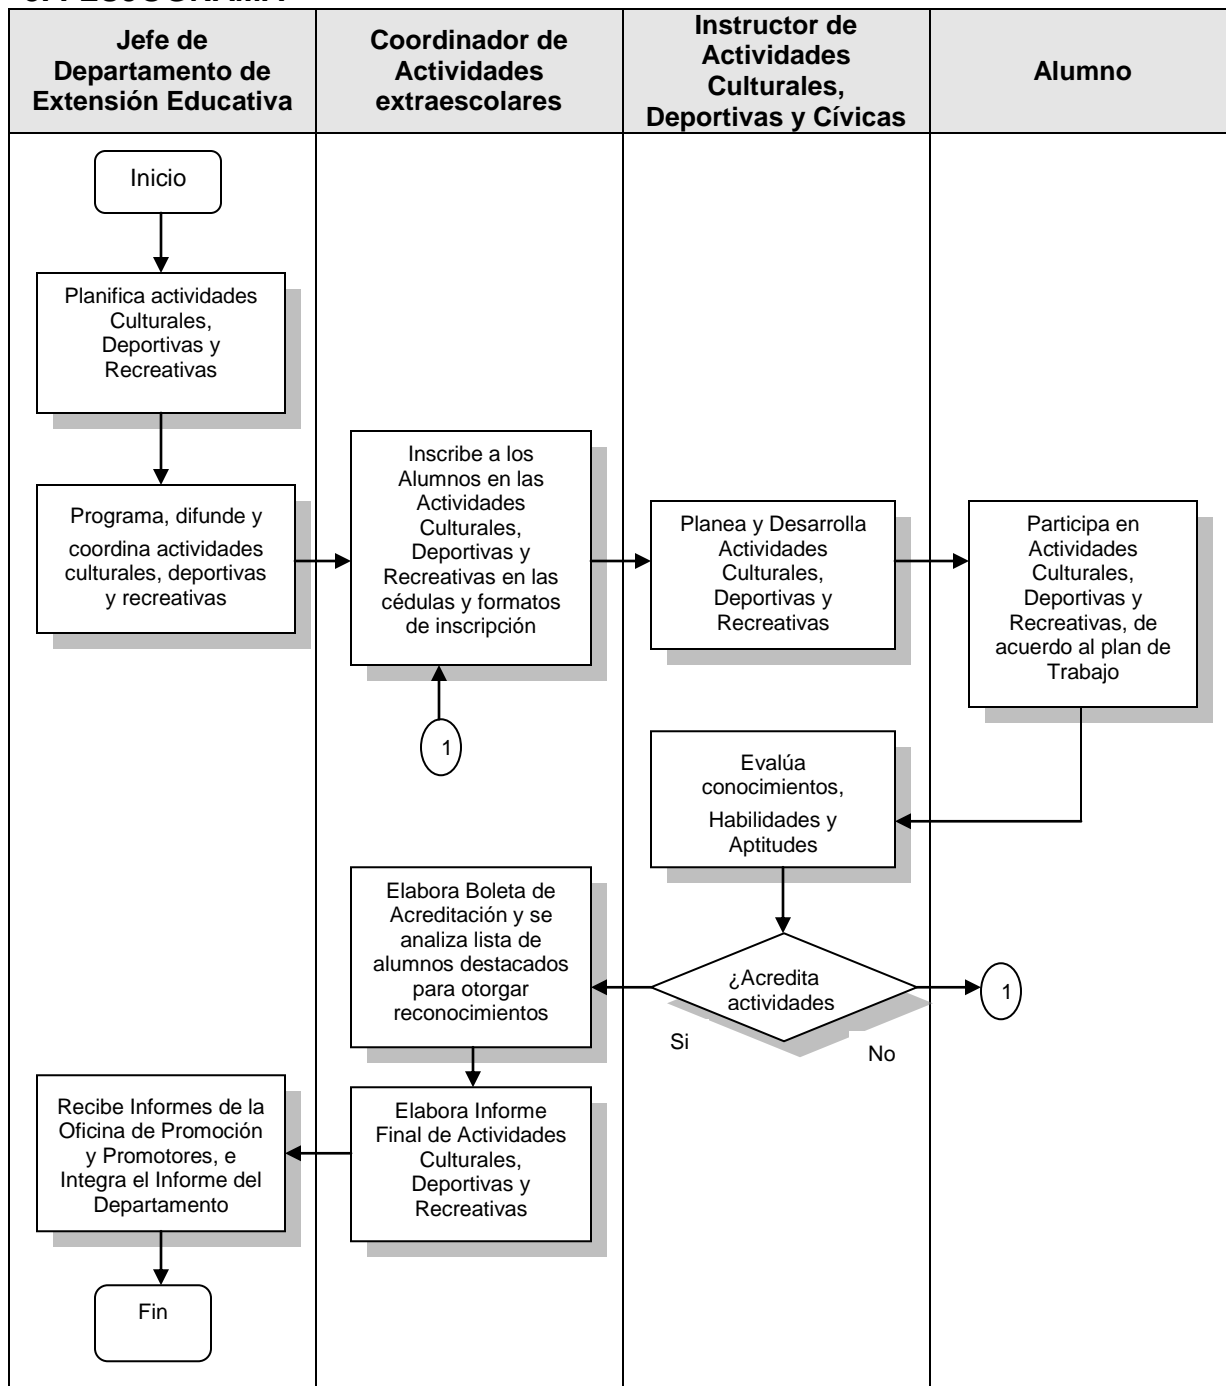 Jefe de
Departamento de
Extensión Educativa
Coordinador de
Actividades
extraescolares
Instructor de
Actividades
Culturales,
Deportivas y Cívicas
Alumno
Inicio
Planifica actividades
Culturales,
Deportivas y
Recreativas
Programa, difunde y
coordina actividades
culturales, deportivas
y recreativas
Inscribe a los
Alumnos en las
Actividades
Culturales,
Deportivas y
Recreativas en las
cédulas y formatos
de inscripción
1
Planea y Desarrolla
Actividades
Culturales,
Deportivas y
Recreativas
Participa en
Actividades
Culturales,
Deportivas y
Recreativas, de
acuerdo al plan de
Trabajo
Evalúa
conocimientos,
Habilidades y
Aptitudes
¿Acredita
actividades
Si
No
1
Elabora Boleta de
Acreditación y se
analiza lista de
alumnos destacados
para otorgar
reconocimientos
Elabora Informe
Final de Actividades
Culturales,
Deportivas y
Recreativas
Recibe Informes de la
Oficina de Promoción
y Promotores, e
Integra el Informe del
Departamento
Fin